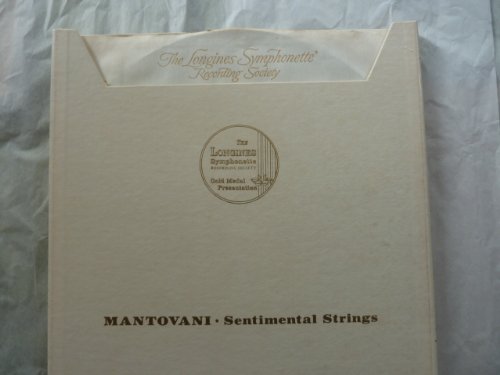 The Longines Symphonette®
Recording Society
THE
LONGINES
Symphonette
RECORDING SOCIETY
Gold Medal
Presentation
MANTOVANI · Sentimental Strings